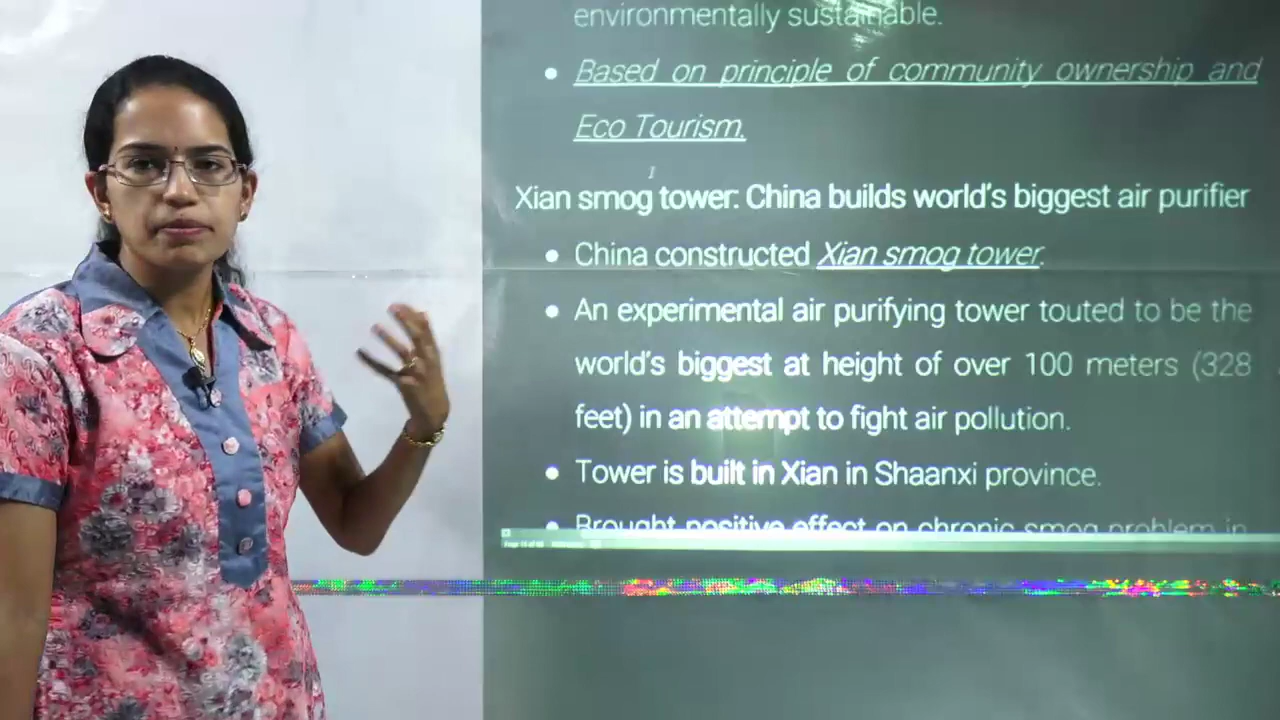 environmentally sustainable.
• Based on principle of community ownership and
Eco Tourism.
Xian smog tower: China builds world's biggest air purifier
• China constructed Xian smog tower.
• An experimental air purifying tower touted to be the
world's biggest at height of over 100 meters (328
feet) in an attempt to fight air pollution.
• Tower is built in Xian in Shaanxi province.
• Brought positive effect on chronic smog problem in